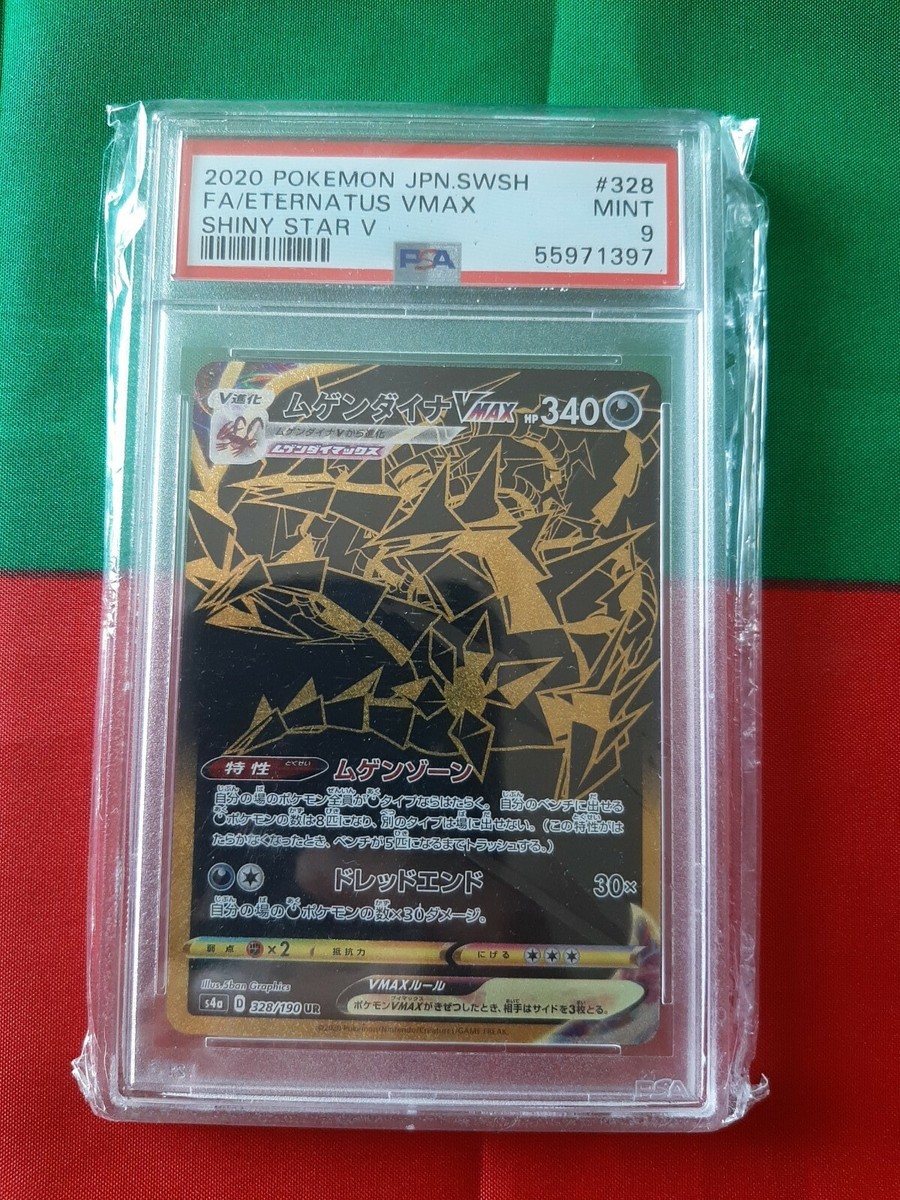 2020 POKEMON JPN.SWSH #328
FA/ETERNATUS VMAX MINT
SHINY STAR V 9
PSA 55971397
V進化
ムゲンダイナVMAX HP340
ムゲンダイナVから進化
ムゲンダイマックス
特性 とくせい ムゲンゾーン
自分の場のポケモン全員がタイプならはたらく。自分のベンチに出せる
ポケモンの数は8匹になり、別のタイプは場に出せない。(この特性がは
たらかなくなったとき、ベンチが5匹になるまでトラッシュする。)
ドレッドエンド 30×
自分の場のポケモンの数×30ダメージ。
弱点 ×2 抵抗力 にげる
Illus.5ban Graphics
VMAXルール
s4a D 328/190 UR
ポケモンVMAXがきぜつしたとき、相手はサイドを3枚とる。
©2020 Pokémon/Nintendo/Creatures/GAME FREAK.
PSA